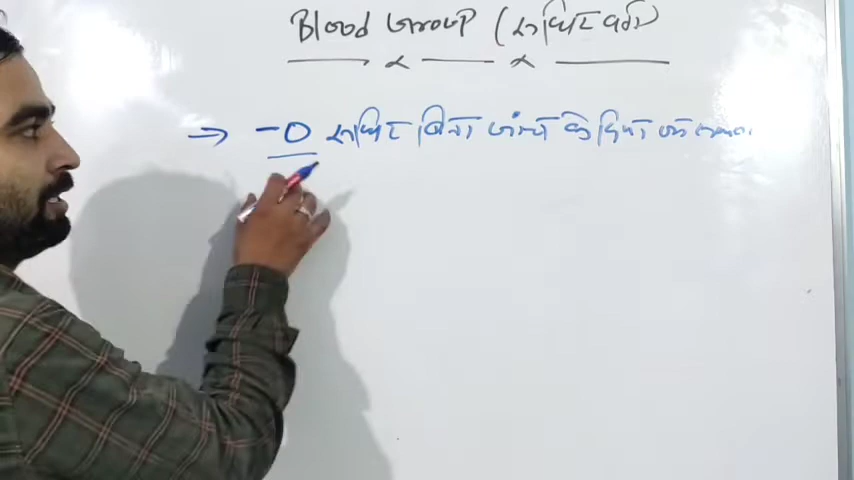 Blood Group (रूधिर वर्ग)
→ -O रूधिर बिना जांच के दिया जा सकता